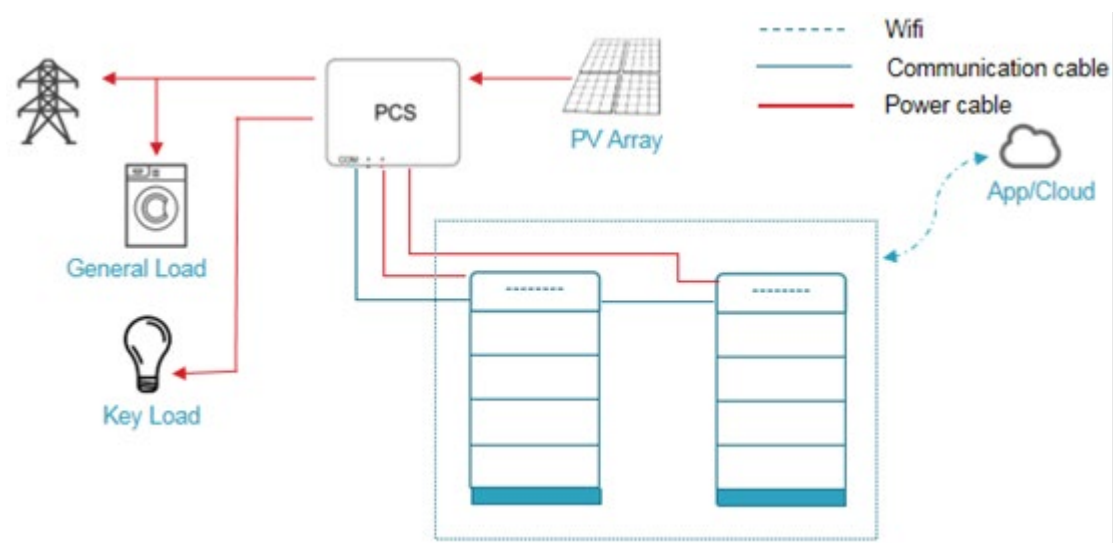 Wifi
Communication cable
Power cable
PCS
COM + +
PV Array
App/Cloud
General Load
Key Load